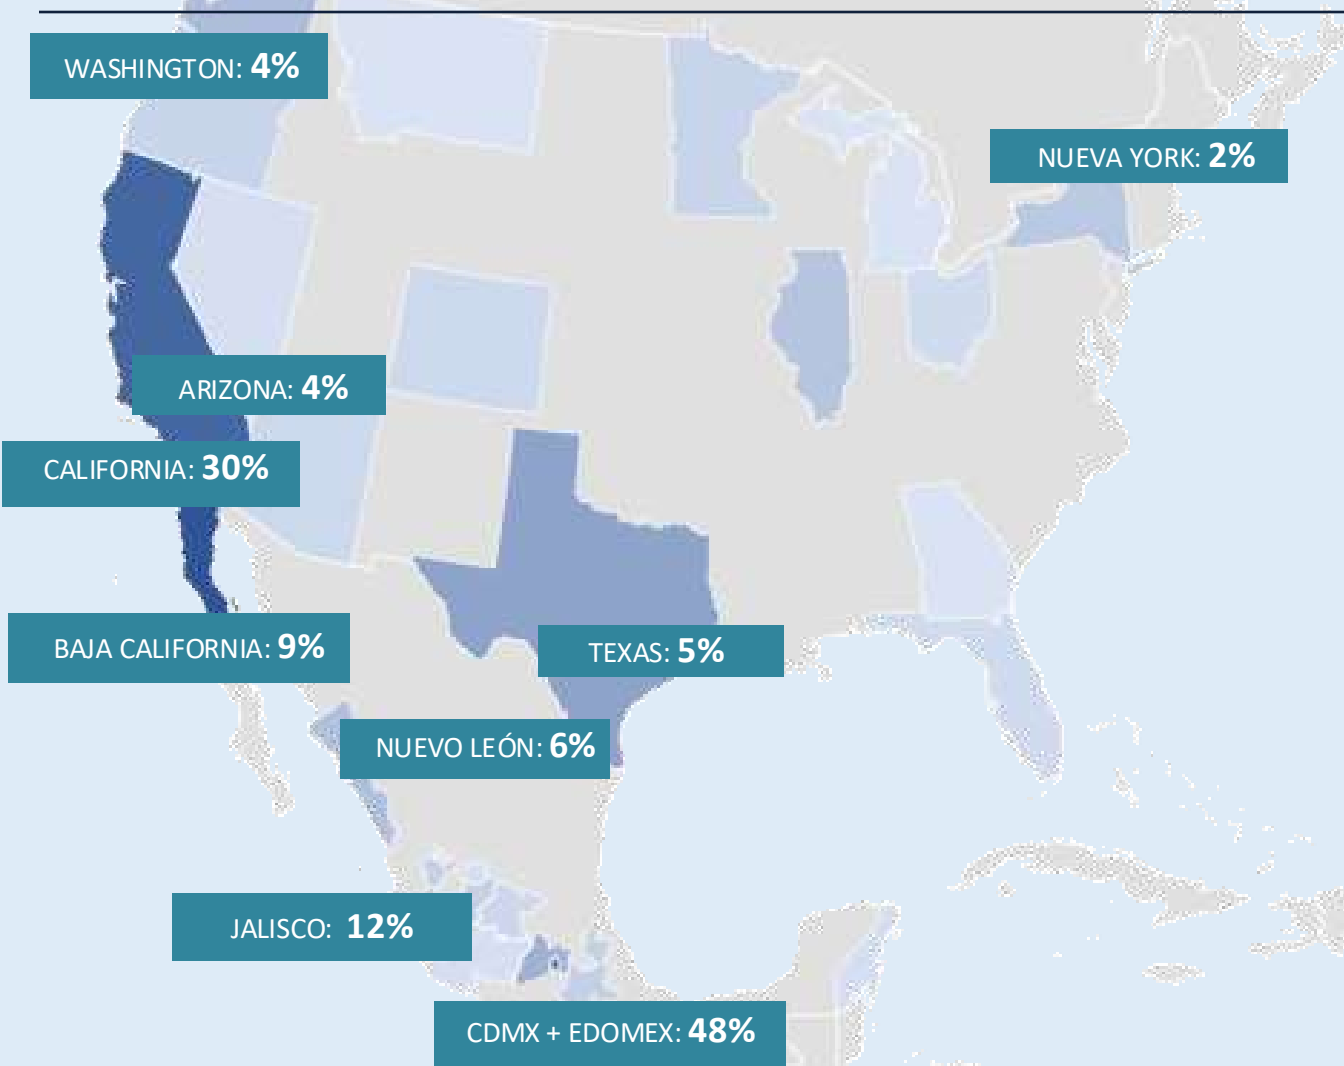 WASHINGTON: 4%
NUEVA YORK: 2%
ARIZONA: 4%
CALIFORNIA: 30%
BAJA CALIFORNIA: 9%
TEXAS: 5%
NUEVO LEÓN: 6%
JALISCO: 12%
CDMX + EDOMEX: 48%